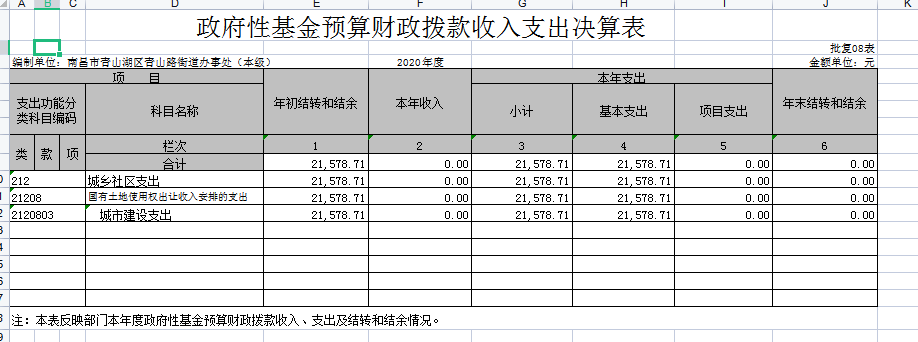 A B C D E F G H I J K
政府性基金预算财政拨款收入支出决算表
批复08表
编制单位：南昌市青山湖区青山路街道办事处（本级） 2020年度 金额单位：元
项 目 年初结转和结余 本年收入 本年支出 年末结转和结余
支出功能分类科目编码 科目名称 小计 基本支出 项目支出
类 款 项 栏次 1 2 3 4 5 6
合计 21,578.71 0.00 21,578.71 21,578.71 0.00 0.00
212 城乡社区支出 21,578.71 0.00 21,578.71 21,578.71 0.00 0.00
21208 国有土地使用权出让收入安排的支出 21,578.71 0.00 21,578.71 21,578.71 0.00 0.00
2120803 城市建设支出 21,578.71 0.00 21,578.71 21,578.71 0.00 0.00
注：本表反映部门本年度政府性基金预算财政拨款收入、支出及结转和结余情况。